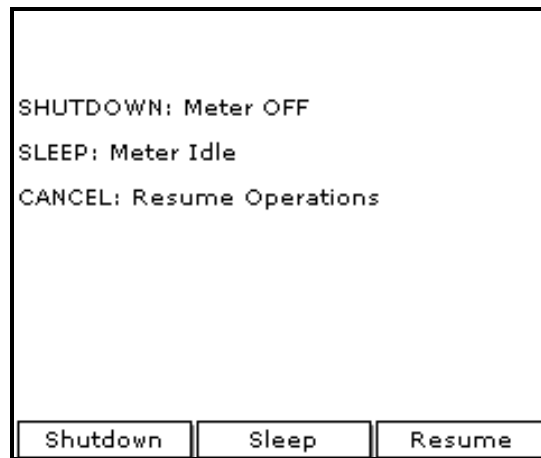 SHUTDOWN: Meter OFF
SLEEP: Meter Idle
CANCEL: Resume Operations
Shutdown Sleep Resume